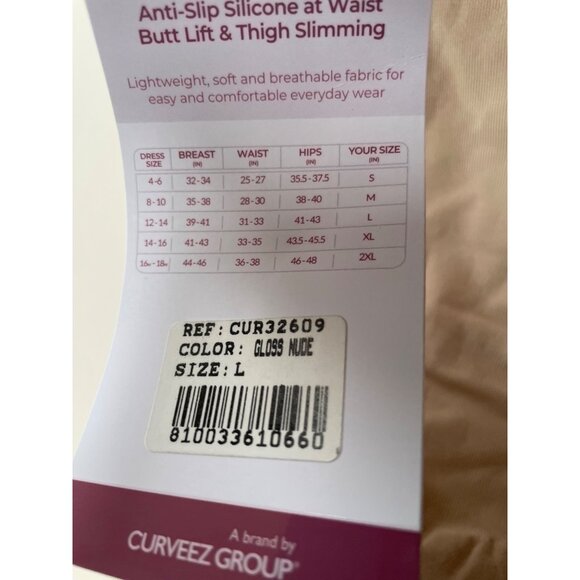 Anti-Slip Silicone at Waist
Butt Lift & Thigh Slimming
Lightweight, soft and breathable fabric for
easy and comfortable everyday wear
DRESS SIZE BREAST (IN) WAIST (IN) HIPS (IN) YOUR SIZE (IN)
4-6 32-34 25-27 35.5-37.5 S
8-10 35-38 28-30 38-40 M
12-14 39-41 31-33 41-43 L
14-16 41-43 33-35 43.5-45.5 XL
16w-18w 44-46 36-38 46-48 2XL
REF: CUR32609
COLOR: GLOSS NUDE
SIZE: L
810033610660
A brand by
CURVEEZ GROUP